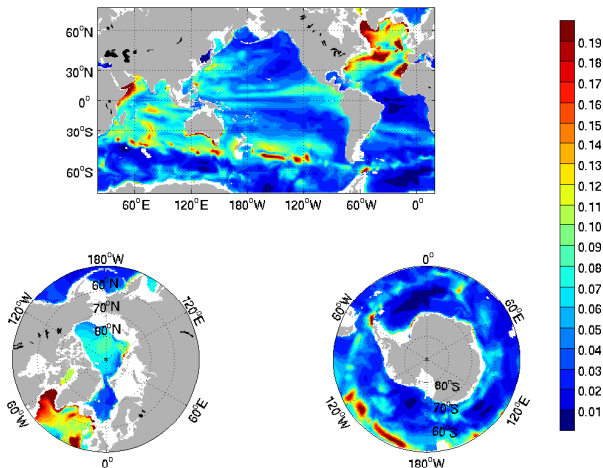 60°N
30°N
0°
30°S
60°S
60°E
120°E
180°W
120°W
60°W
0°
0.19
0.18
0.17
0.16
0.15
0.14
0.13
0.12
0.11
0.10
0.09
0.08
0.07
0.06
0.05
0.04
0.03
0.02
0.01
180°W
120°W
120°E
60°N
70°N
80°N
60°W
60°E
0°
0°
60°W
60°E
80°S
70°S
60°S
120°W
120°E
180°W